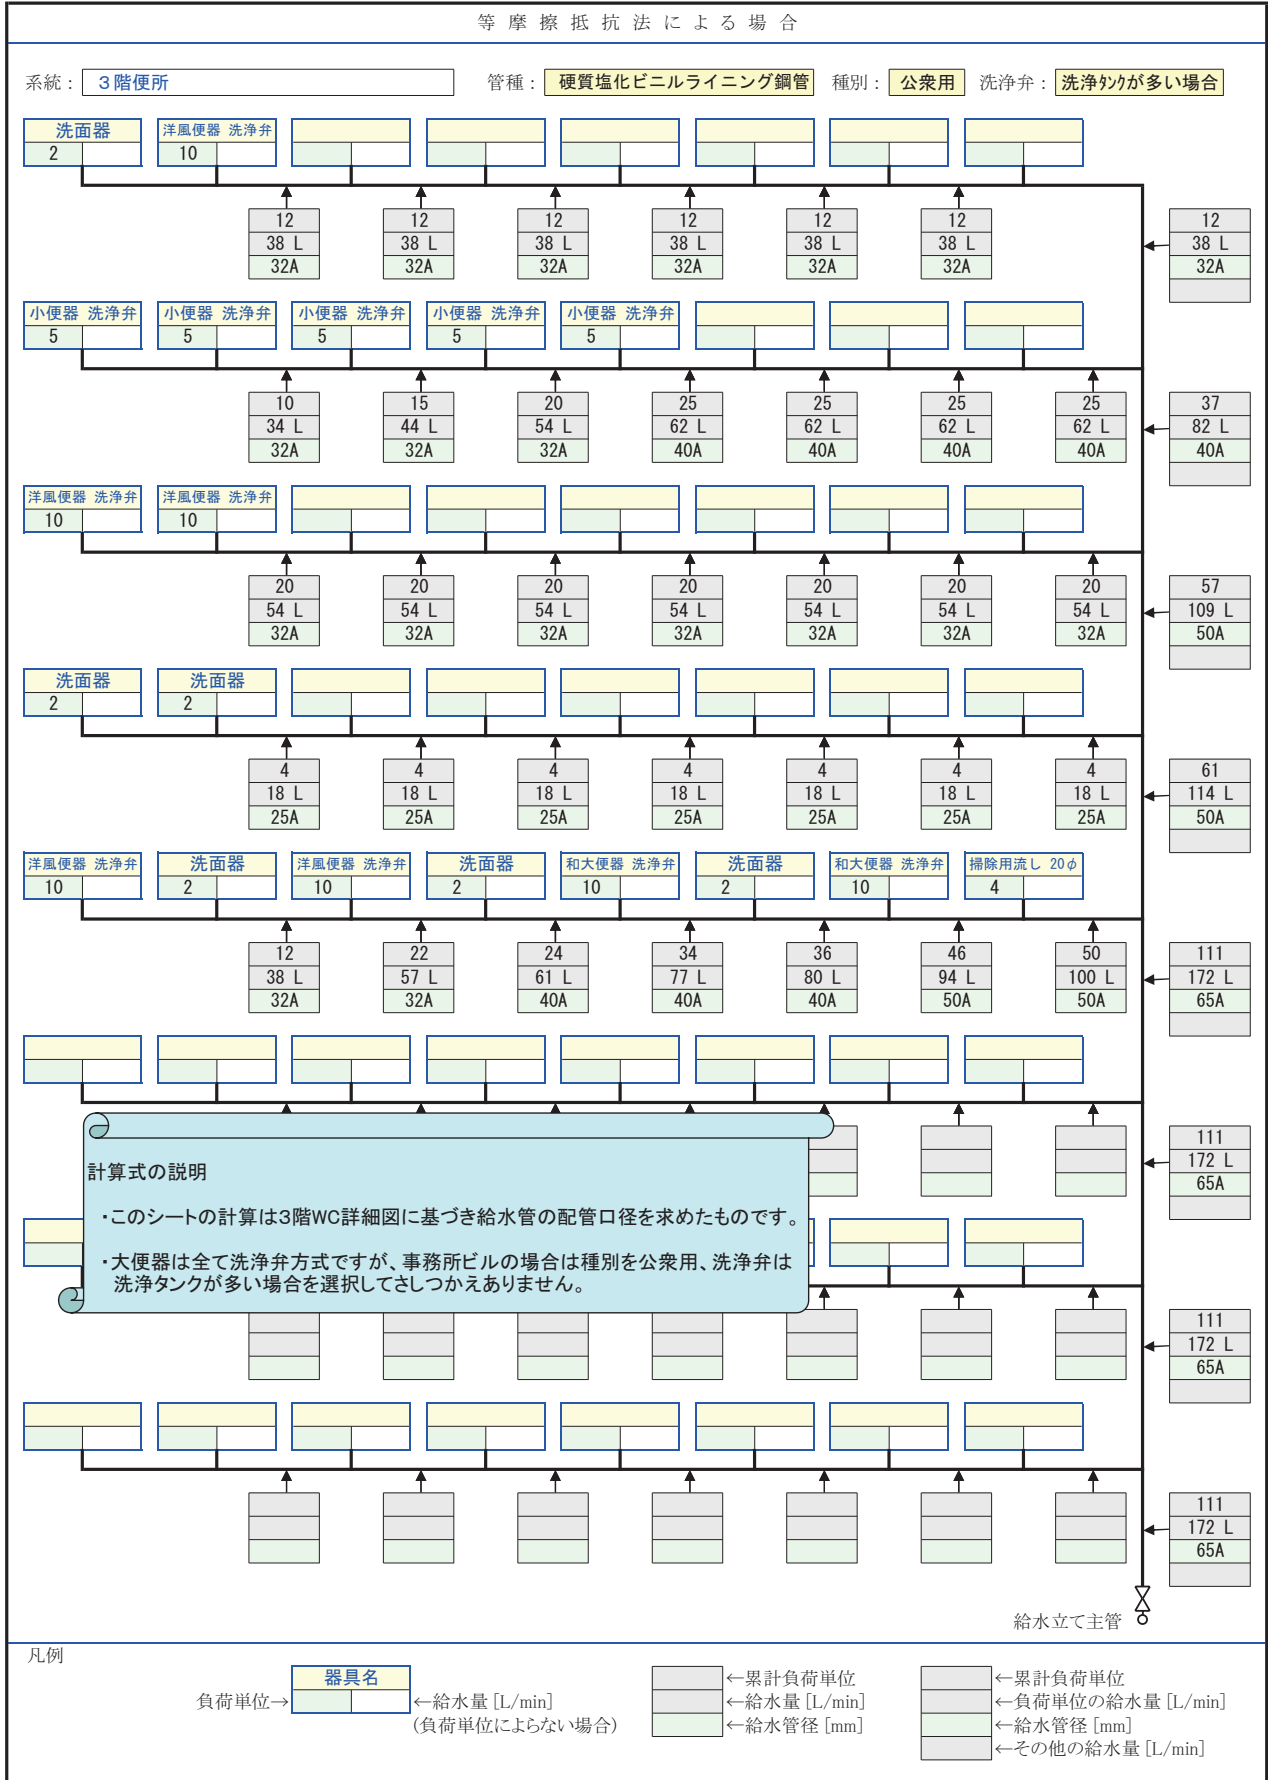 等摩擦抵抗法による場合
系統： ３階便所 管種： 硬質塩化ビニルライニング鋼管 種別： 公衆用 洗浄弁： 洗浄ﾀﾝｸが多い場合
洗面器 洋風便器 洗浄弁
2 10
12 12 12 12 12 12 12
38 L 38 L 38 L 38 L 38 L 38 L 38 L
32A 32A 32A 32A 32A 32A 32A
小便器 洗浄弁 小便器 洗浄弁 小便器 洗浄弁 小便器 洗浄弁 小便器 洗浄弁
5 5 5 5 5
10 15 20 25 25 25 25 37
34 L 44 L 54 L 62 L 62 L 62 L 62 L 82 L
32A 32A 32A 40A 40A 40A 40A 40A
洋風便器 洗浄弁 洋風便器 洗浄弁
10 10
20 20 20 20 20 20 20 57
54 L 54 L 54 L 54 L 54 L 54 L 54 L 109 L
32A 32A 32A 32A 32A 32A 32A 50A
洗面器 洗面器
2 2
4 4 4 4 4 4 4 61
18 L 18 L 18 L 18 L 18 L 18 L 18 L 114 L
25A 25A 25A 25A 25A 25A 25A 50A
洋風便器 洗浄弁 洗面器 洋風便器 洗浄弁 洗面器 和大便器 洗浄弁 洗面器 和大便器 洗浄弁 掃除用流し 20φ
10 2 10 2 10 2 10 4
12 22 24 34 36 46 50 111
38 L 57 L 61 L 77 L 80 L 94 L 100 L 172 L
32A 32A 40A 40A 40A 50A 50A 65A
111
172 L
65A
計算式の説明
・このシートの計算は3階WC詳細図に基づき給水管の配管口径を求めたものです。
・大便器は全て洗浄弁方式ですが、事務所ビルの場合は種別を公衆用、洗浄弁は
洗浄タンクが多い場合を選択してさしつかえありません。
111
172 L
65A
111
172 L
65A
給水立て主管
凡例
器具名
負荷単位→ ←給水量 [L/min]
(負荷単位によらない場合)
←累計負荷単位
←給水量 [L/min]
←給水管径 [mm]
←累計負荷単位
←負荷単位の給水量 [L/min]
←給水管径 [mm]
←その他の給水量 [L/min]